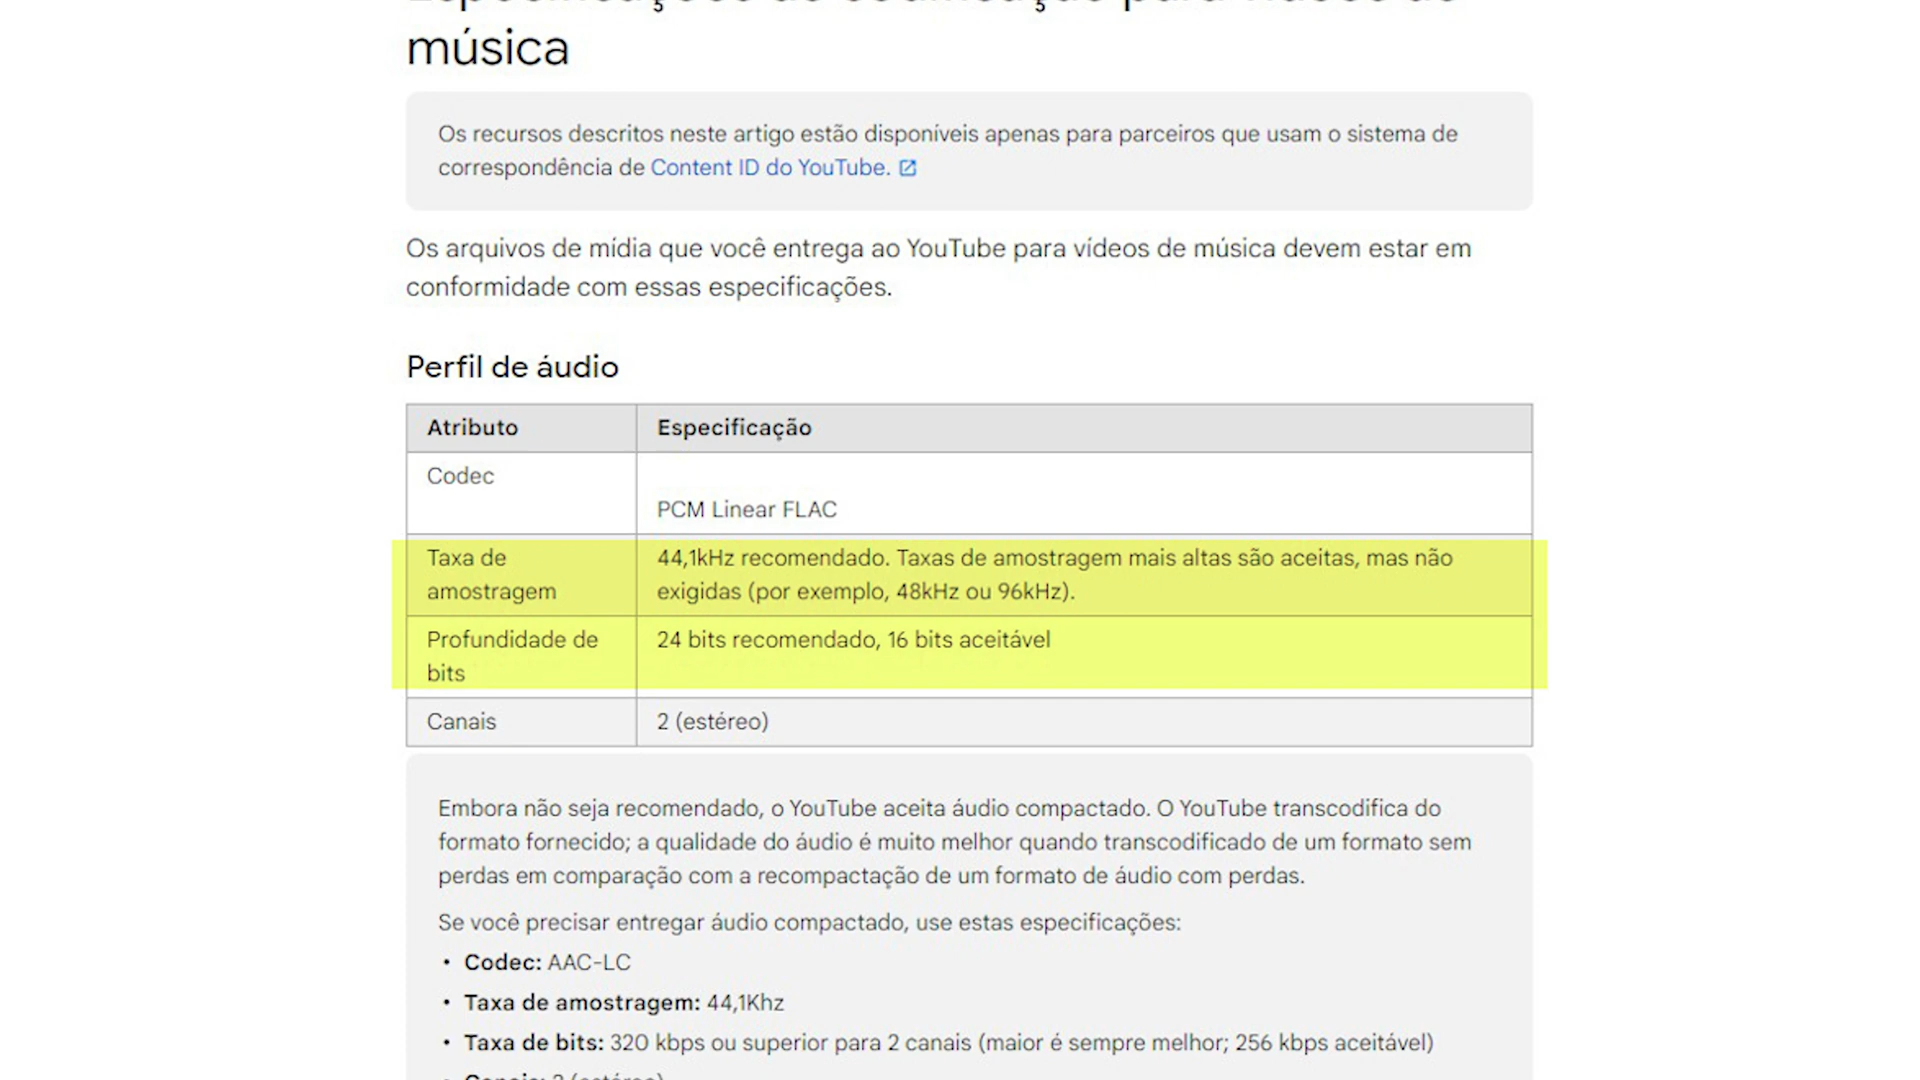 música
Os recursos descritos neste artigo estão disponíveis apenas para parceiros que usam o sistema de
correspondência de Content ID do YouTube.
Os arquivos de mídia que você entrega ao YouTube para vídeos de música devem estar em
conformidade com essas especificações.
Perfil de áudio
Atributo Especificação
Codec
PCM Linear FLAC
Taxa de 44,1kHz recomendado. Taxas de amostragem mais altas são aceitas, mas não
amostragem exigidas (por exemplo, 48kHz ou 96kHz).
Profundidade de 24 bits recomendado, 16 bits aceitável
bits
Canais 2 (estéreo)
Embora não seja recomendado, o YouTube aceita áudio compactado. O YouTube transcodifica do
formato fornecido; a qualidade do áudio é muito melhor quando transcodificado de um formato sem
perdas em comparação com a recompactação de um formato de áudio com perdas.
Se você precisar entregar áudio compactado, use estas especificações:
• Codec: AAC-LC
• Taxa de amostragem: 44,1Khz
• Taxa de bits: 320 kbps ou superior para 2 canais (maior é sempre melhor; 256 kbps aceitável)